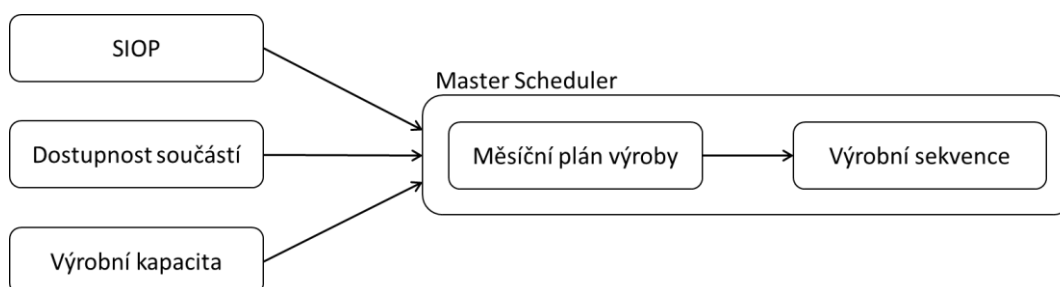 SIOP
Master Scheduler
Dostupnost součástí
Měsíční plán výroby
Výrobní sekvence
Výrobní kapacita